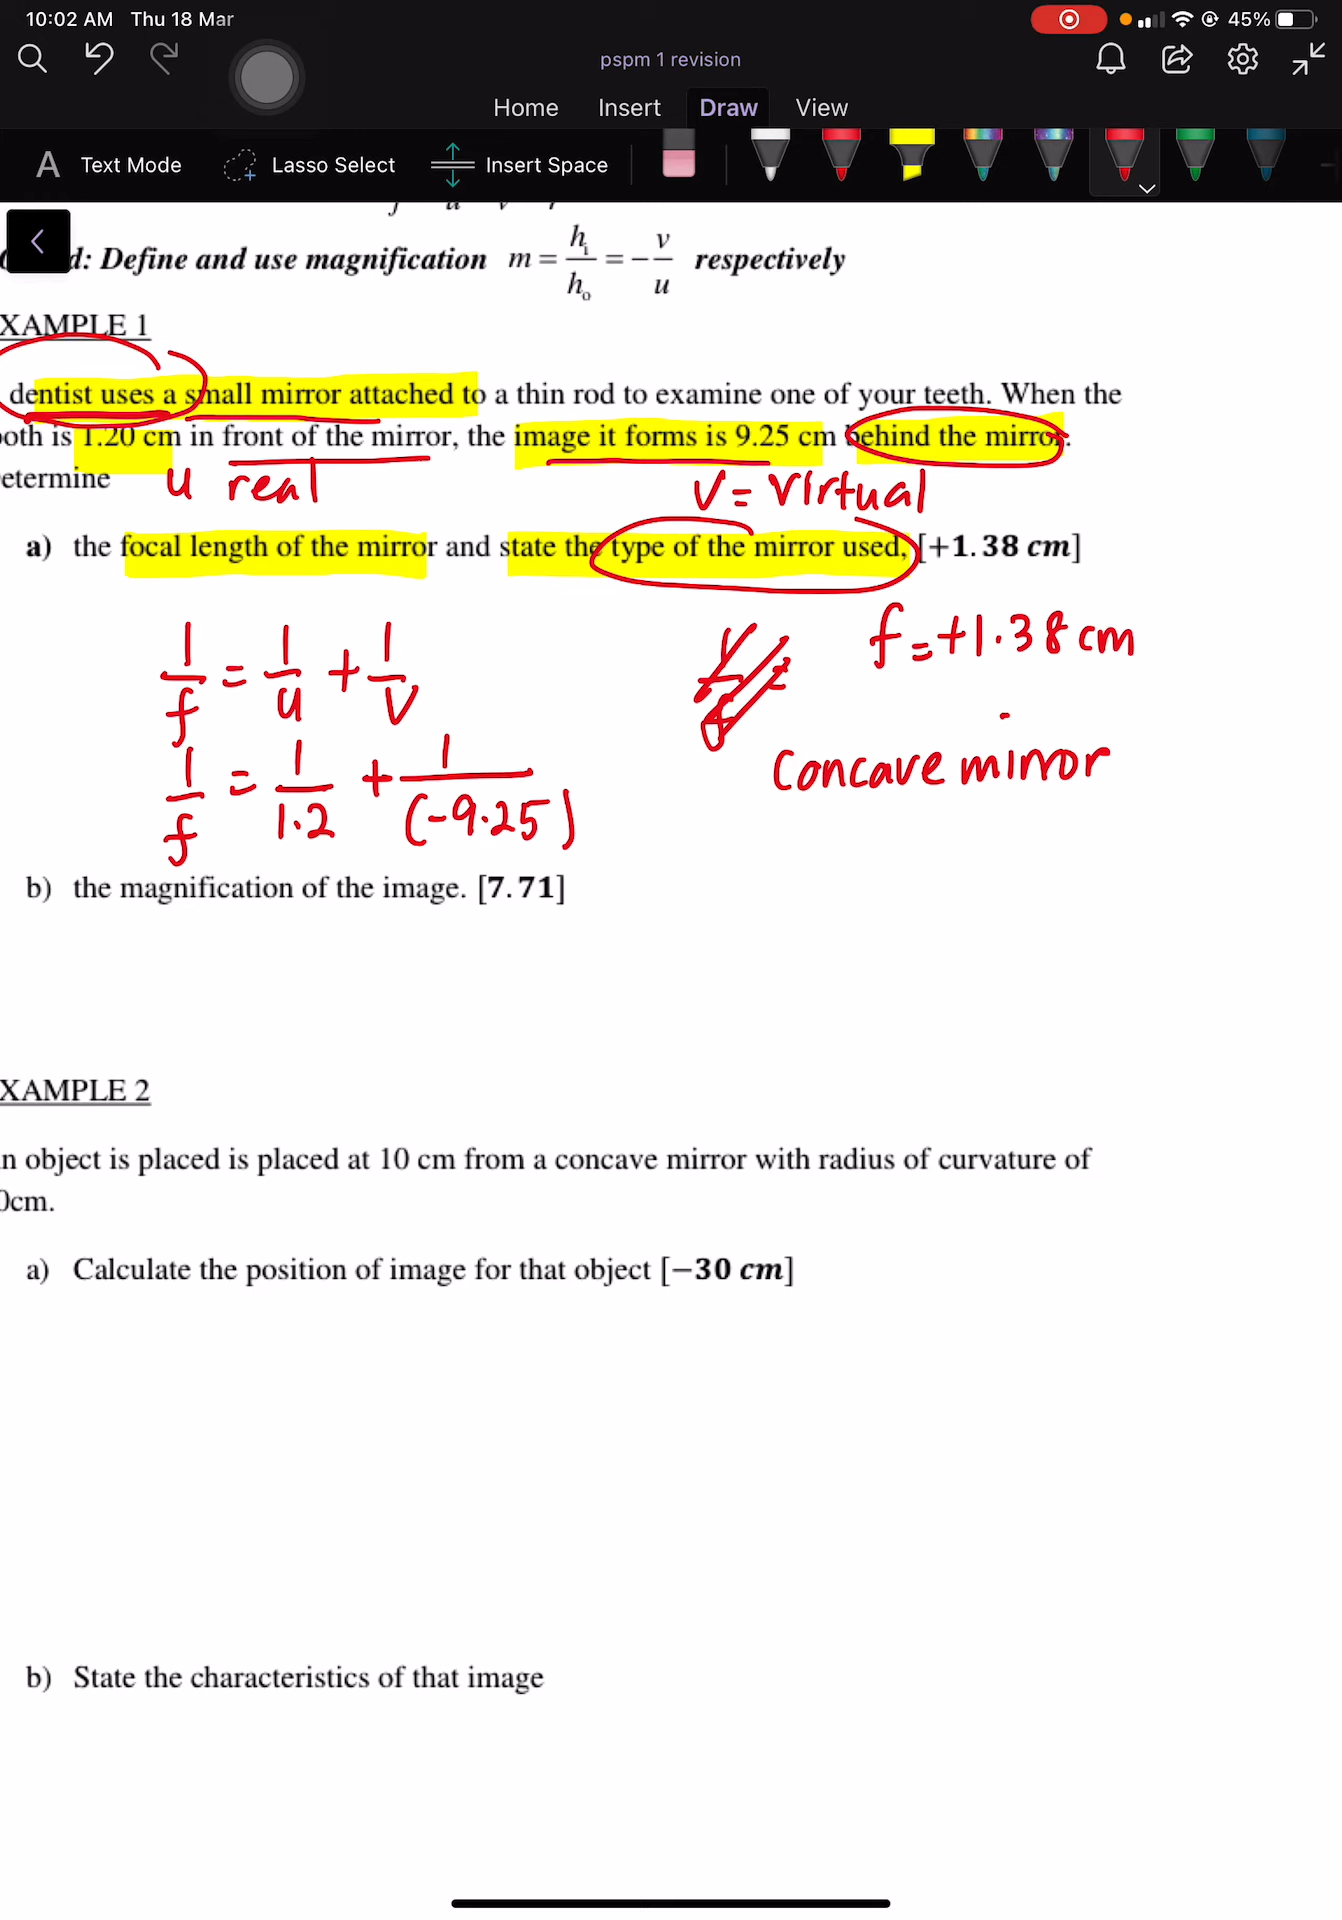 10:02 AM Thu 18 Mar
45%
pspm 1 revision
Home Insert Draw View
A Text Mode Lasso Select Insert Space
d: Define and use magnification m = hi/ho = -v/u respectively
XAMPLE 1
dentist uses a small mirror attached to a thin rod to examine one of your teeth. When the
ooth is 1.20 cm in front of the mirror, the image it forms is 9.25 cm behind the mirror.
etermine
u real
v = virtual
a) the focal length of the mirror and state the type of the mirror used, [+1.38 cm]
1/f = 1/u + 1/v
f = +1.38 cm
1/f = 1/1.2 + 1/(-9.25)
concave mirror
b) the magnification of the image. [7.71]
XAMPLE 2
n object is placed is placed at 10 cm from a concave mirror with radius of curvature of
0cm.
a) Calculate the position of image for that object [−30 cm]
b) State the characteristics of that image